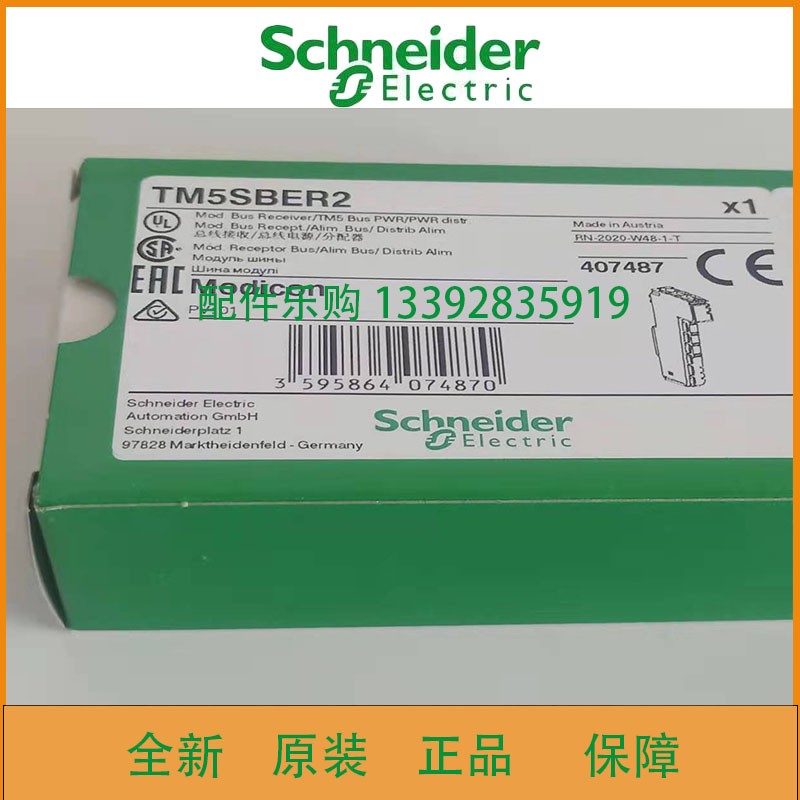 Schneider
Electric
TM5SBER2
x1
Mod. Bus Receiver/TM5 Bus PWR/PWR distr.
Mod. Bus Recept./Alim. Bus/ Distrib Alim
总线接收/总线电源/分配器
Mod. Receptor Bus/Alim Bus/ Distrib Alim
Модуль шины
Шина модулі
Made in Austria
RN-2020-W48-1-T
407487
CE
UL
SA
EAC
Modicon
配件乐购 13392835919
3 595864 074870
Schneider Electric
Automation GmbH
Schneiderplatz 1
97828 Marktheidenfeld - Germany
Schneider
Electric
全新 原装 正品 保障